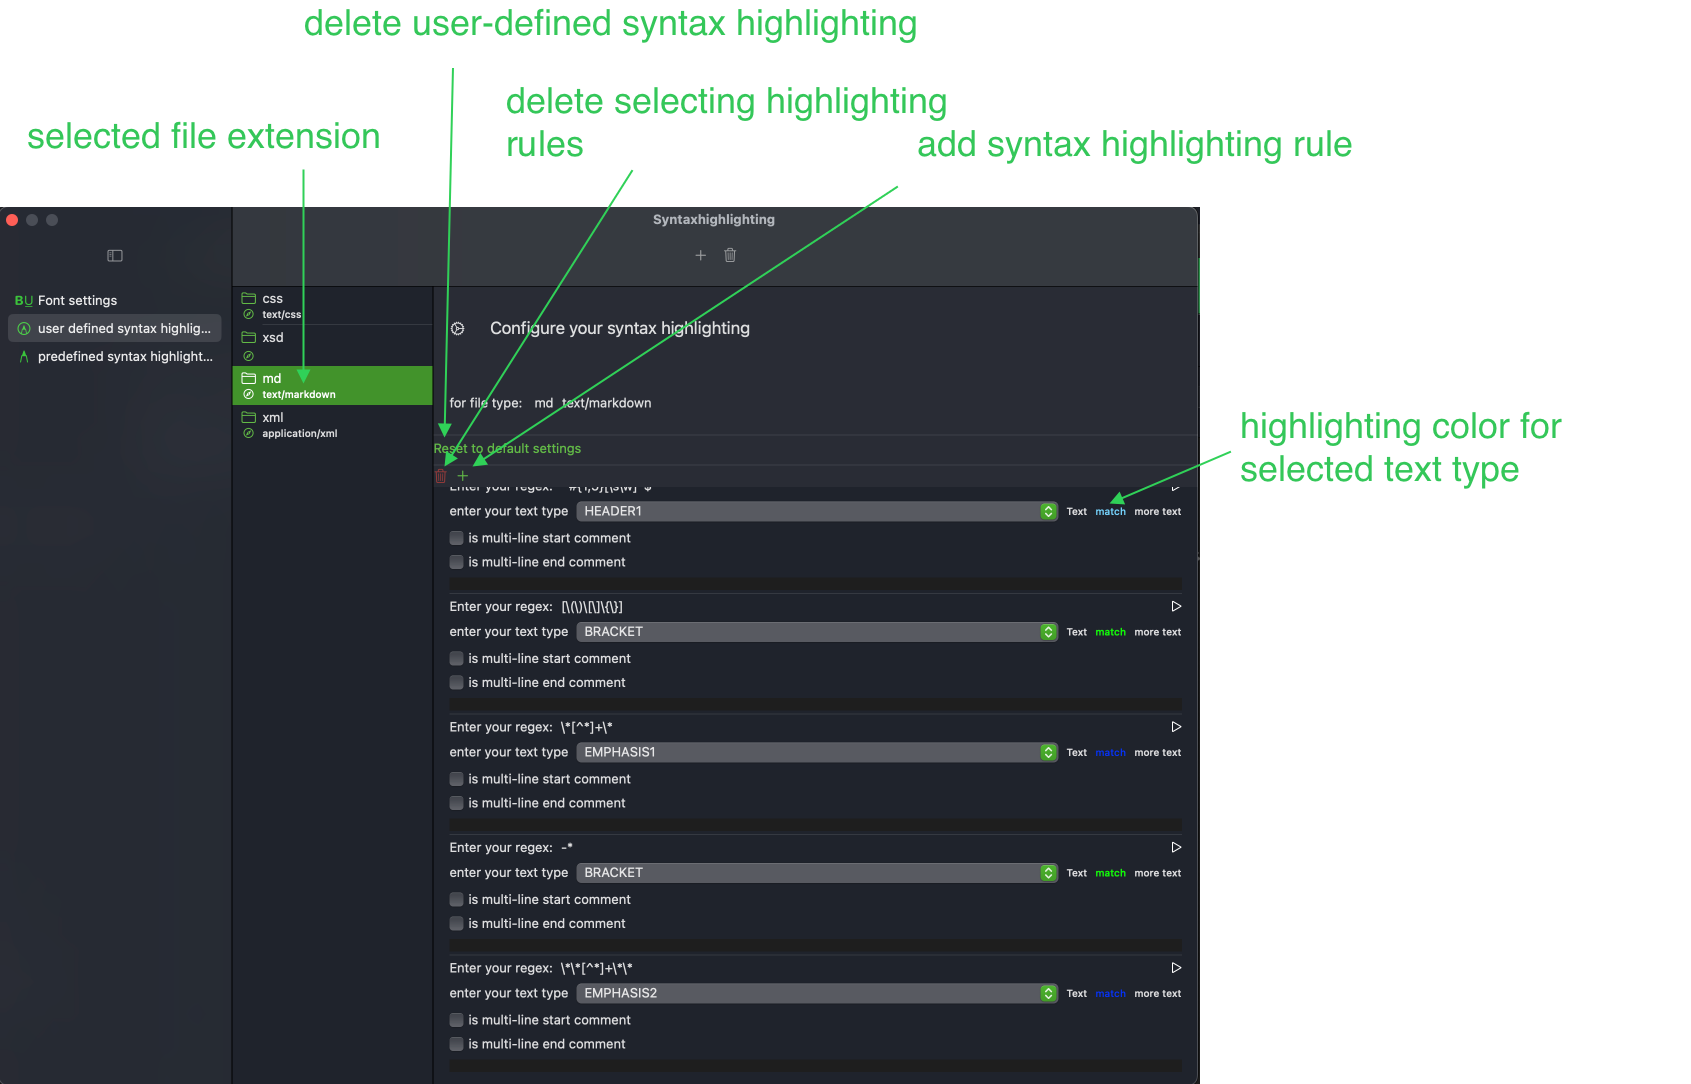 delete user-defined syntax highlighting
delete selecting highlighting
rules
selected file extension
add syntax highlighting rule
Syntaxhighlighting
BU Font settings
user defined syntax highlig...
predefined syntax highlight...
css
text/css
xsd
md
text/markdown
xml
application/xml
Configure your syntax highlighting
for file type: md text/markdown
highlighting color for
selected text type
Reset to default settings
Enter your regex:
enter your text type HEADER1 Text match more text
is multi-line start comment
is multi-line end comment
Enter your regex: [\(\)\[\]\{\}]
enter your text type BRACKET Text match more text
is multi-line start comment
is multi-line end comment
Enter your regex: \*[^*]+\*
enter your text type EMPHASIS1 Text match more text
is multi-line start comment
is multi-line end comment
Enter your regex: -*
enter your text type BRACKET Text match more text
is multi-line start comment
is multi-line end comment
Enter your regex: \*\*[^*]+\*\*
enter your text type EMPHASIS2 Text match more text
is multi-line start comment
is multi-line end comment